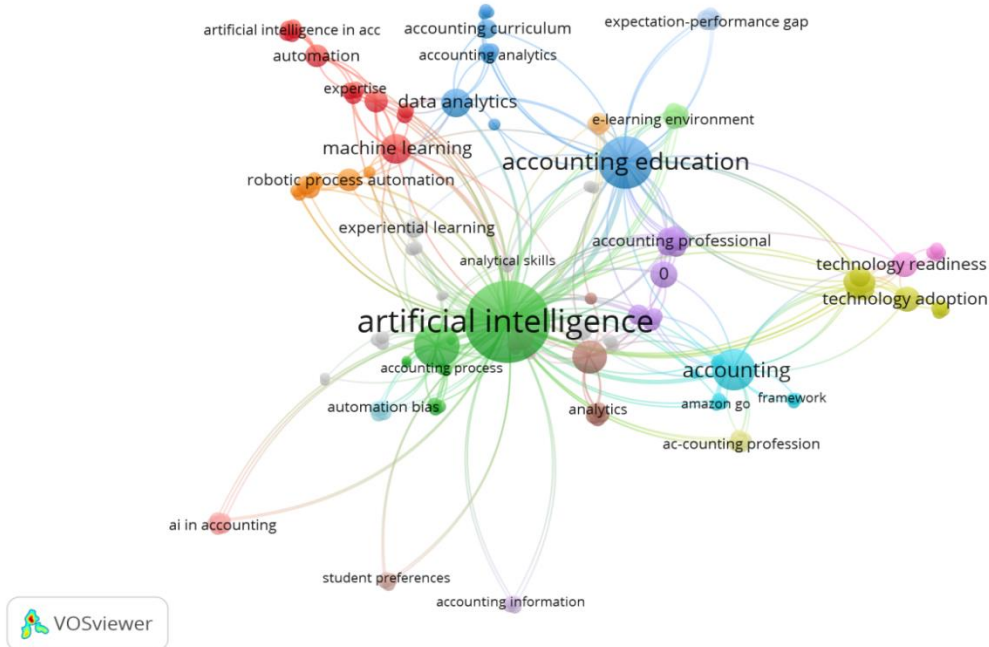 artificial intelligence in acc
accounting curriculum
expectation-performance gap
automation
accounting analytics
expertise
data analytics
e-learning environment
machine learning
accounting education
robotic process automation
experiential learning
accounting professional
analytical skills
technology readiness
0
technology adoption
artificial intelligence
accounting process
accounting
automation bias
analytics
amazon go
framework
ac-counting profession
ai in accounting
student preferences
accounting information
VOSviewer